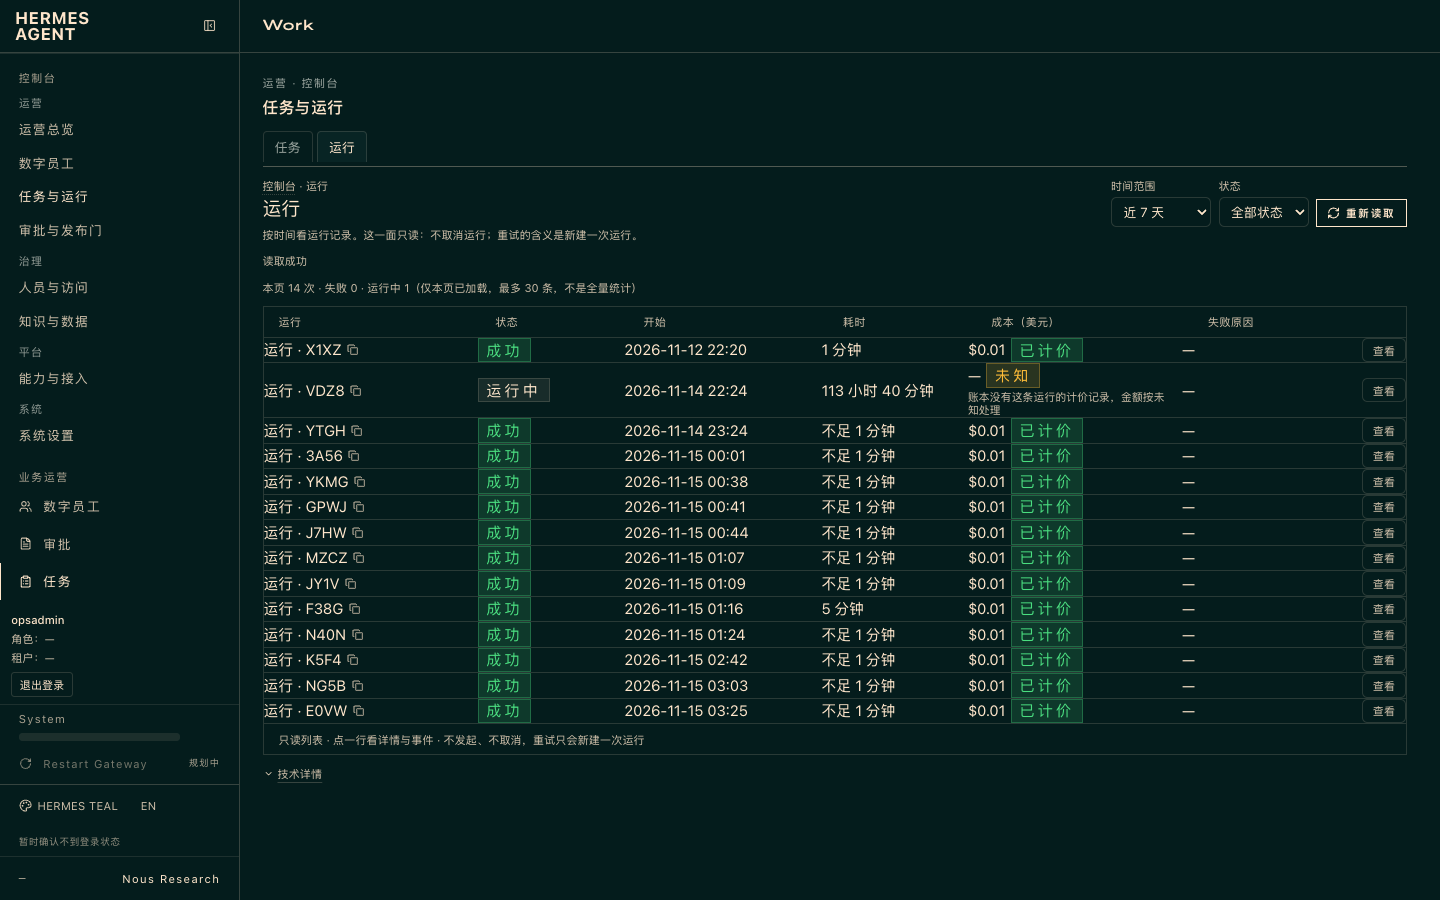 HERMES
AGENT
控制台
运营
运营总览
数字员工
任务与运行
审批与发布门
治理
人员与访问
知识与数据
平台
能力与接入
系统
系统设置
业务运营
数字员工
审批
任务
opsadmin
角色：—
租户：—
退出登录
System
Restart Gateway 规划中
HERMES TEAL EN
暂时确认不到登录状态
— Nous Research
Work
运营 · 控制台
任务与运行
任务 运行
控制台 · 运行
运行
按时间看运行记录。这一面只读：不取消运行；重试的含义是新建一次运行。
时间范围 状态
近 7 天 全部状态 重新读取
读取成功
本页 14 次 · 失败 0 · 运行中 1（仅本页已加载，最多 30 条，不是全量统计）
运行 状态 开始 耗时 成本（美元） 失败原因
运行 · X1XZ 成功 2026-11-12 22:20 1 分钟 $0.01 已计价 — 查看
运行 · VDZ8 运行中 2026-11-14 22:24 113 小时 40 分钟 — 未知 — 查看
账本没有这条运行的计价记录，金额按未
知处理
运行 · YTGH 成功 2026-11-14 23:24 不足 1 分钟 $0.01 已计价 — 查看
运行 · 3A56 成功 2026-11-15 00:01 不足 1 分钟 $0.01 已计价 — 查看
运行 · YKMG 成功 2026-11-15 00:38 不足 1 分钟 $0.01 已计价 — 查看
运行 · GPWJ 成功 2026-11-15 00:41 不足 1 分钟 $0.01 已计价 — 查看
运行 · J7HW 成功 2026-11-15 00:44 不足 1 分钟 $0.01 已计价 — 查看
运行 · MZCZ 成功 2026-11-15 01:07 不足 1 分钟 $0.01 已计价 — 查看
运行 · JY1V 成功 2026-11-15 01:09 不足 1 分钟 $0.01 已计价 — 查看
运行 · F38G 成功 2026-11-15 01:16 5 分钟 $0.01 已计价 — 查看
运行 · N40N 成功 2026-11-15 01:24 不足 1 分钟 $0.01 已计价 — 查看
运行 · K5F4 成功 2026-11-15 02:42 不足 1 分钟 $0.01 已计价 — 查看
运行 · NG5B 成功 2026-11-15 03:03 不足 1 分钟 $0.01 已计价 — 查看
运行 · E0VW 成功 2026-11-15 03:25 不足 1 分钟 $0.01 已计价 — 查看
只读列表 · 点一行看详情与事件 · 不发起、不取消，重试只会新建一次运行
技术详情